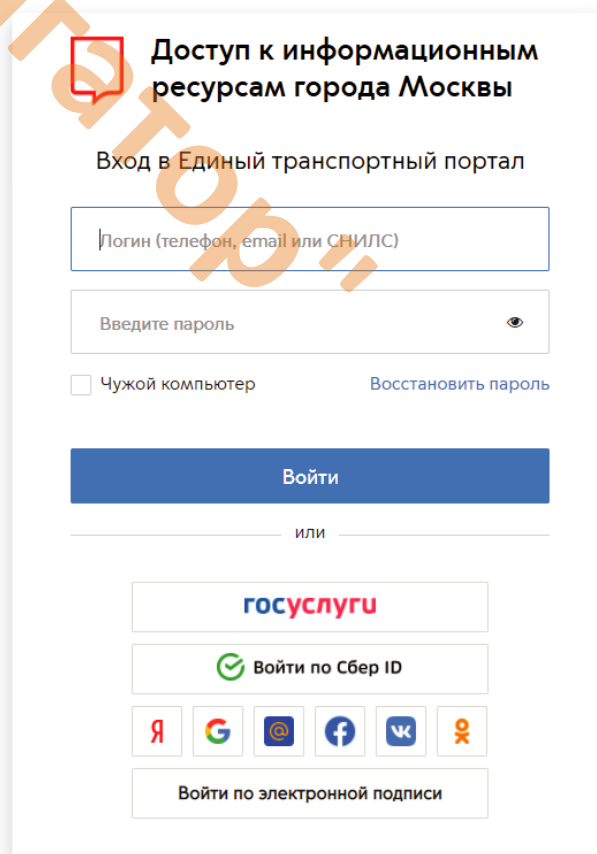 Доступ к информационным
ресурсам города Москвы
Вход в Единый транспортный портал
Логин (телефон, email или СНИЛС)
Введите пароль
Чужой компьютер Восстановить пароль
Войти
или
госуслуги
Войти по Сбер ID
Я G @ f VK
Войти по электронной подписи